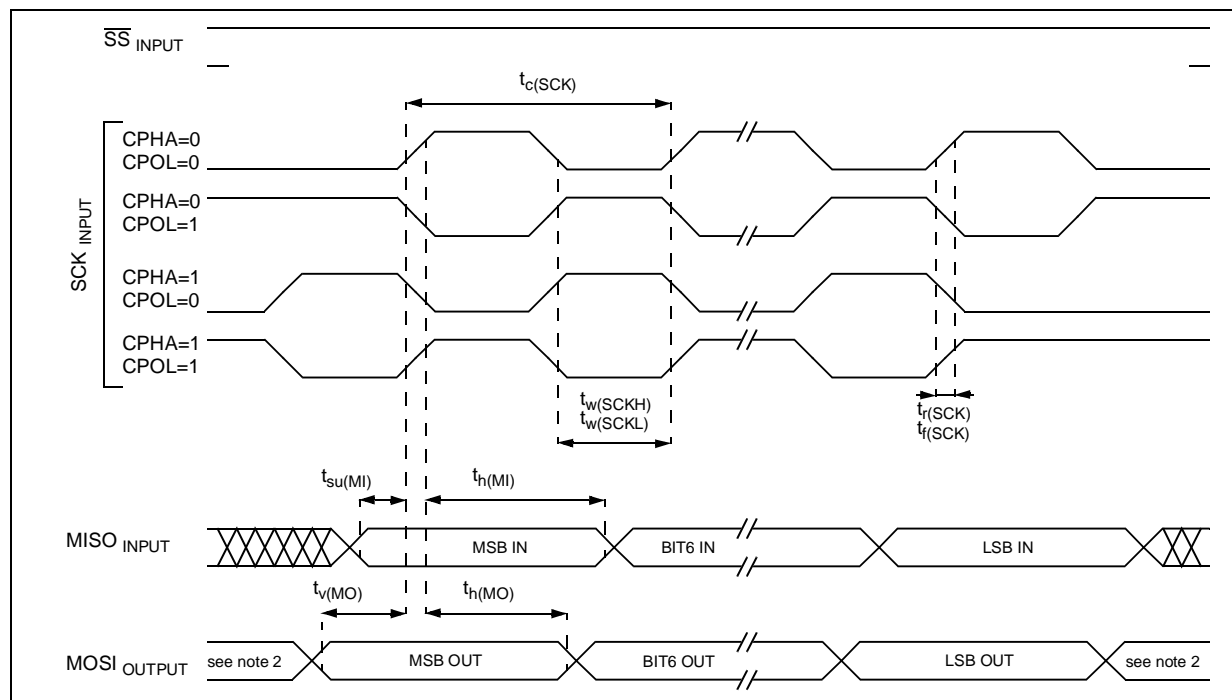 SS INPUT
tc(SCK)
SCK INPUT
CPHA=0
CPOL=0
CPHA=0
CPOL=1
CPHA=1
CPOL=0
CPHA=1
CPOL=1
tw(SCKH)
tw(SCKL)
tr(SCK)
tf(SCK)
tsu(MI)
th(MI)
MISO INPUT
MSB IN
BIT6 IN
LSB IN
tv(MO)
th(MO)
MOSI OUTPUT
see note 2
MSB OUT
BIT6 OUT
LSB OUT
see note 2